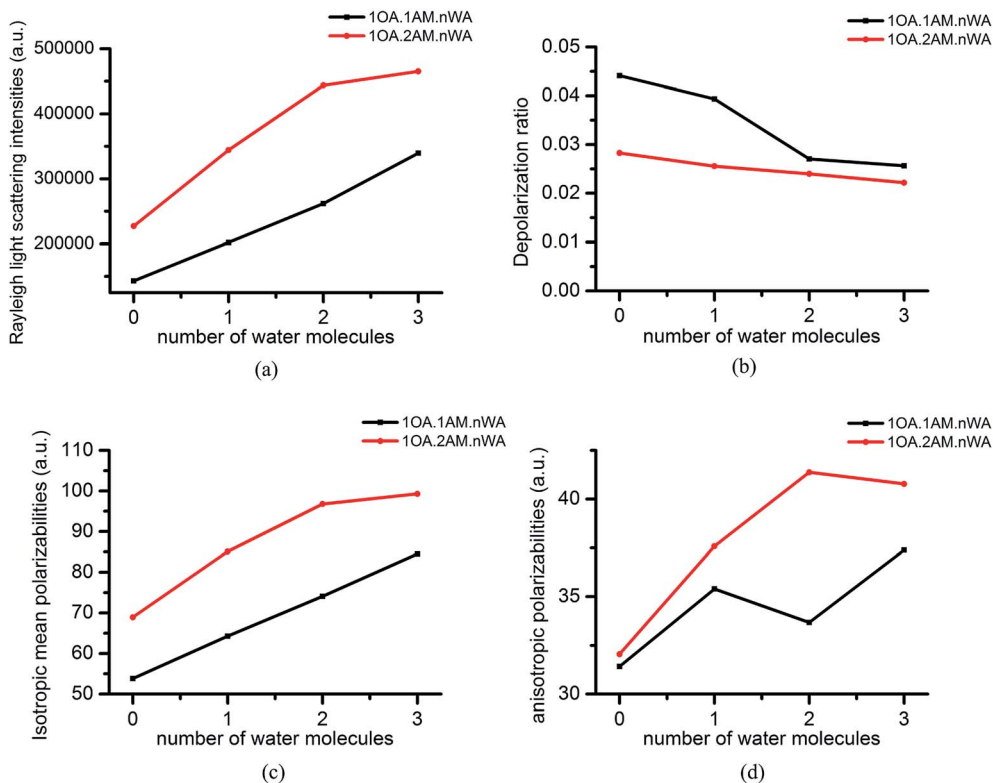 1OA.1AM.nWA
1OA.2AM.nWA
Rayleigh light scattering intensities (a.u.)
500000
400000
300000
200000
0 1 2 3
number of water molecules
(a)
1OA.1AM.nWA
1OA.2AM.nWA
Depolarization ratio
0.05
0.04
0.03
0.02
0.01
0.00
0 1 2 3
number of water molecules
(b)
1OA.1AM.nWA
1OA.2AM.nWA
Isotropic mean polarizabilities (a.u.)
110
100
90
80
70
60
50
0 1 2 3
number of water molecules
(c)
1OA.1AM.nWA
1OA.2AM.nWA
anisotropic polarizabilities (a.u.)
40
35
30
0 1 2 3
number of water molecules
(d)